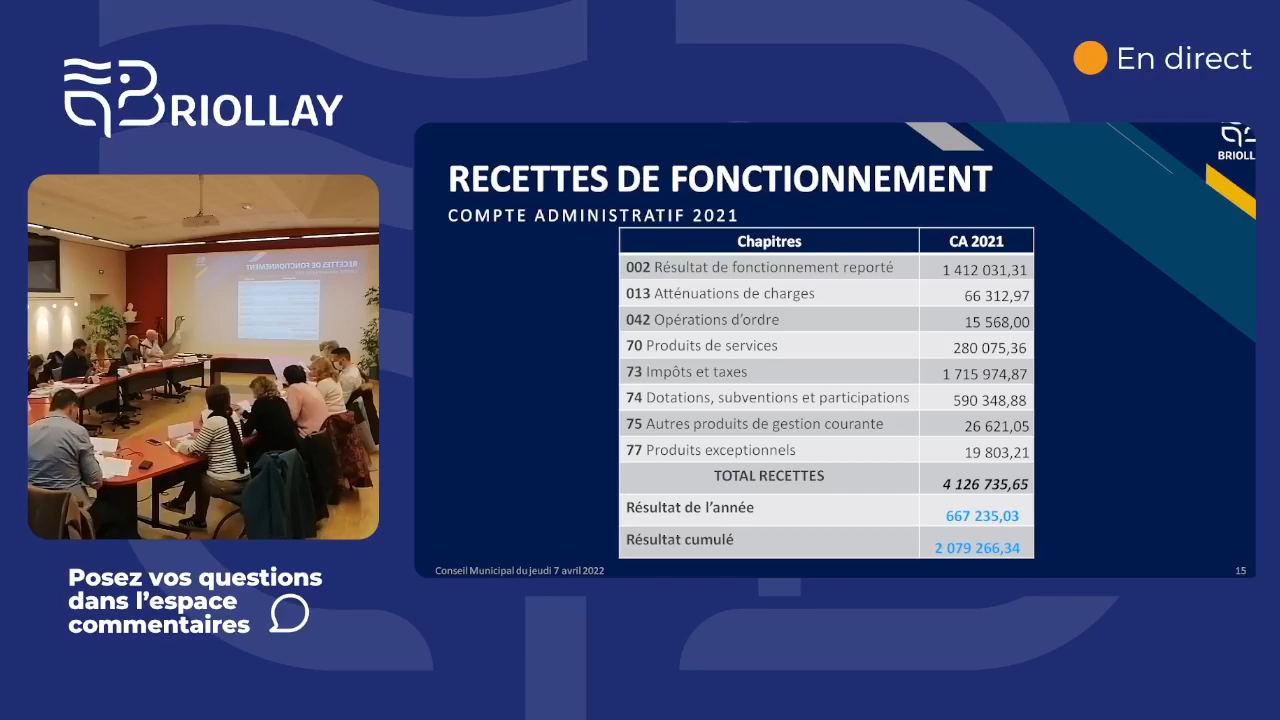 BRIOLLAY
En direct
BRIOLL
RECETTES DE FONCTIONNEMENT
COMPTE ADMINISTRATIF 2021
Chapitres CA 2021
002 Résultat de fonctionnement reporté 1 412 031,31
013 Atténuations de charges 66 312,97
042 Opérations d’ordre 15 568,00
70 Produits de services 280 075,36
73 Impôts et taxes 1 715 974,87
74 Dotations, subventions et participations 590 348,88
75 Autres produits de gestion courante 26 621,05
77 Produits exceptionnels 19 803,21
TOTAL RECETTES 4 126 735,65
Résultat de l’année 667 235,03
Résultat cumulé 2 079 266,34
Conseil Municipal du jeudi 7 avril 2022 15
RECETTES DE FONCTIONNEMENT
Posez vos questions
dans l’espace
commentaires